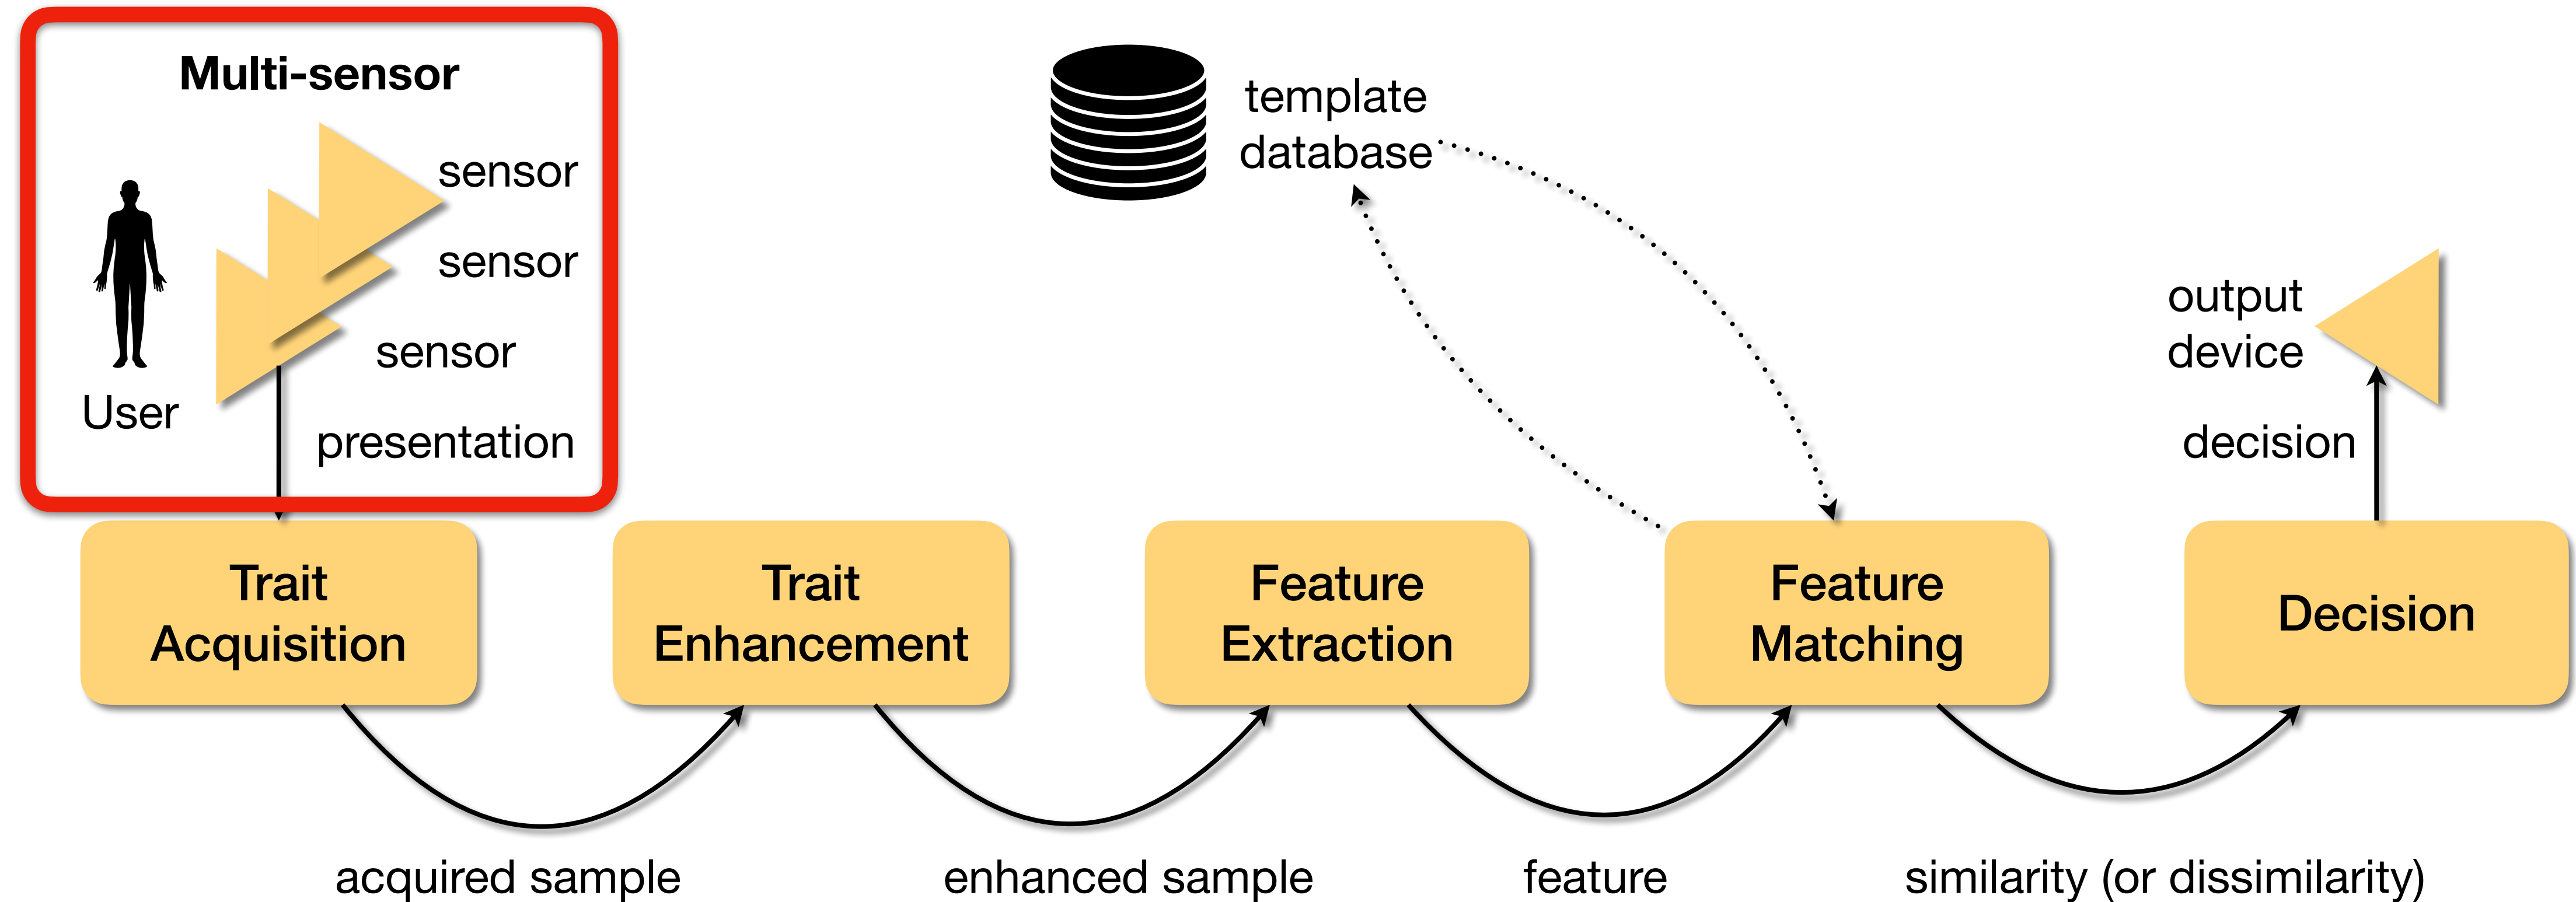 Multi-sensor
sensor
sensor
sensor
User
presentation
template
database
output
device
decision
Trait
Acquisition
Trait
Enhancement
Feature
Extraction
Feature
Matching
Decision
acquired sample
enhanced sample
feature
similarity (or dissimilarity)